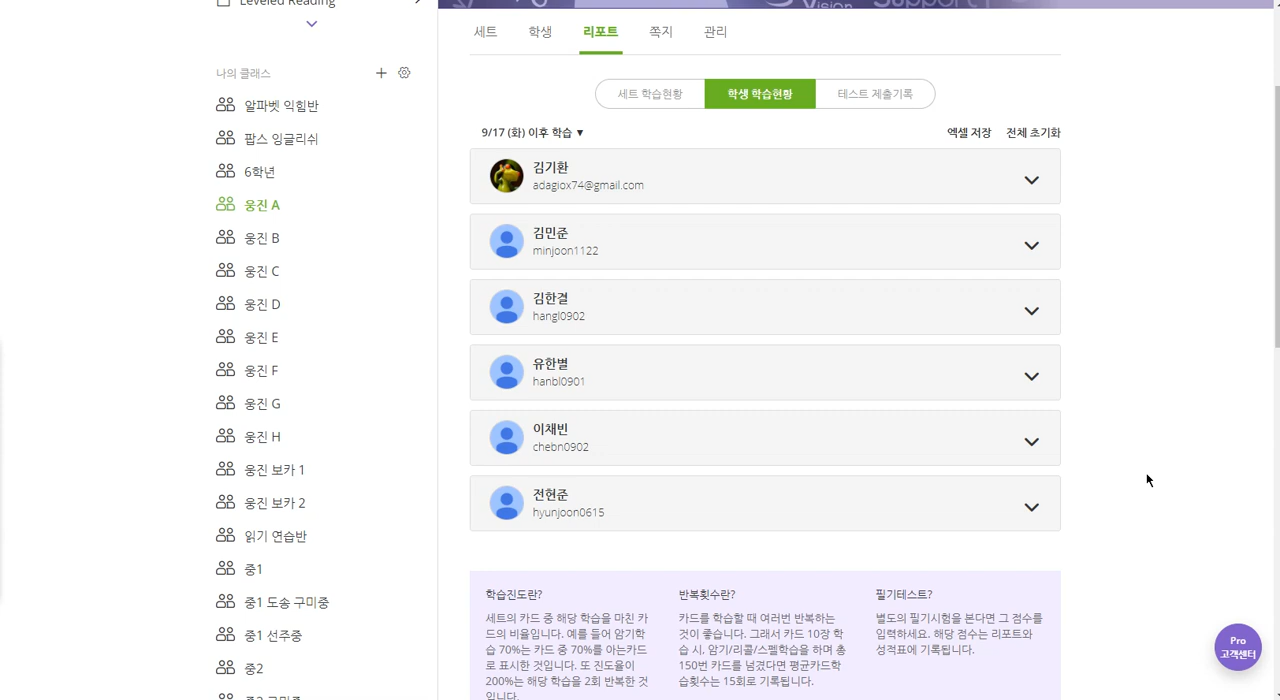 Leveled Reading
나의 클래스
알파벳 익힘반
팝스 잉글리쉬
6학년
웅진 A
웅진 B
웅진 C
웅진 D
웅진 E
웅진 F
웅진 G
웅진 H
웅진 보카 1
웅진 보카 2
읽기 연습반
중1
중1 도송 구미중
중1 선주중
중2
Vision Support
세트 학생 리포트 쪽지 관리
세트 학습현황 학생 학습현황 테스트 제출기록
9/17 (화) 이후 학습 ▼ 엑셀 저장 전체 초기화
김기환
adagiox74@gmail.com
김민준
minjoon1122
김한결
hangl0902
유한별
hanbl0901
이채빈
chebn0902
전현준
hyunjoon0615
학습진도란?
세트의 카드 중 해당 학습을 마친 카
드의 비율입니다. 예를 들어 암기학
습 70%는 카드 중 70%를 아는카드
로 표시한 것입니다. 또 진도율이
200%는 해당 학습을 2회 반복한 것
입니다.
반복횟수란?
카드를 학습할 때 여러번 반복하는
것이 좋습니다. 그래서 카드 10장 학
습 시, 암기/리콜/스펠학습을 하며 총
150번 카드를 넘겼다면 평균카드학
습횟수는 15회로 기록됩니다.
필기테스트?
별도의 필기시험을 본다면 그 점수를
입력하세요. 해당 점수는 리포트와
성적표에 기록됩니다.
Pro
고객센터